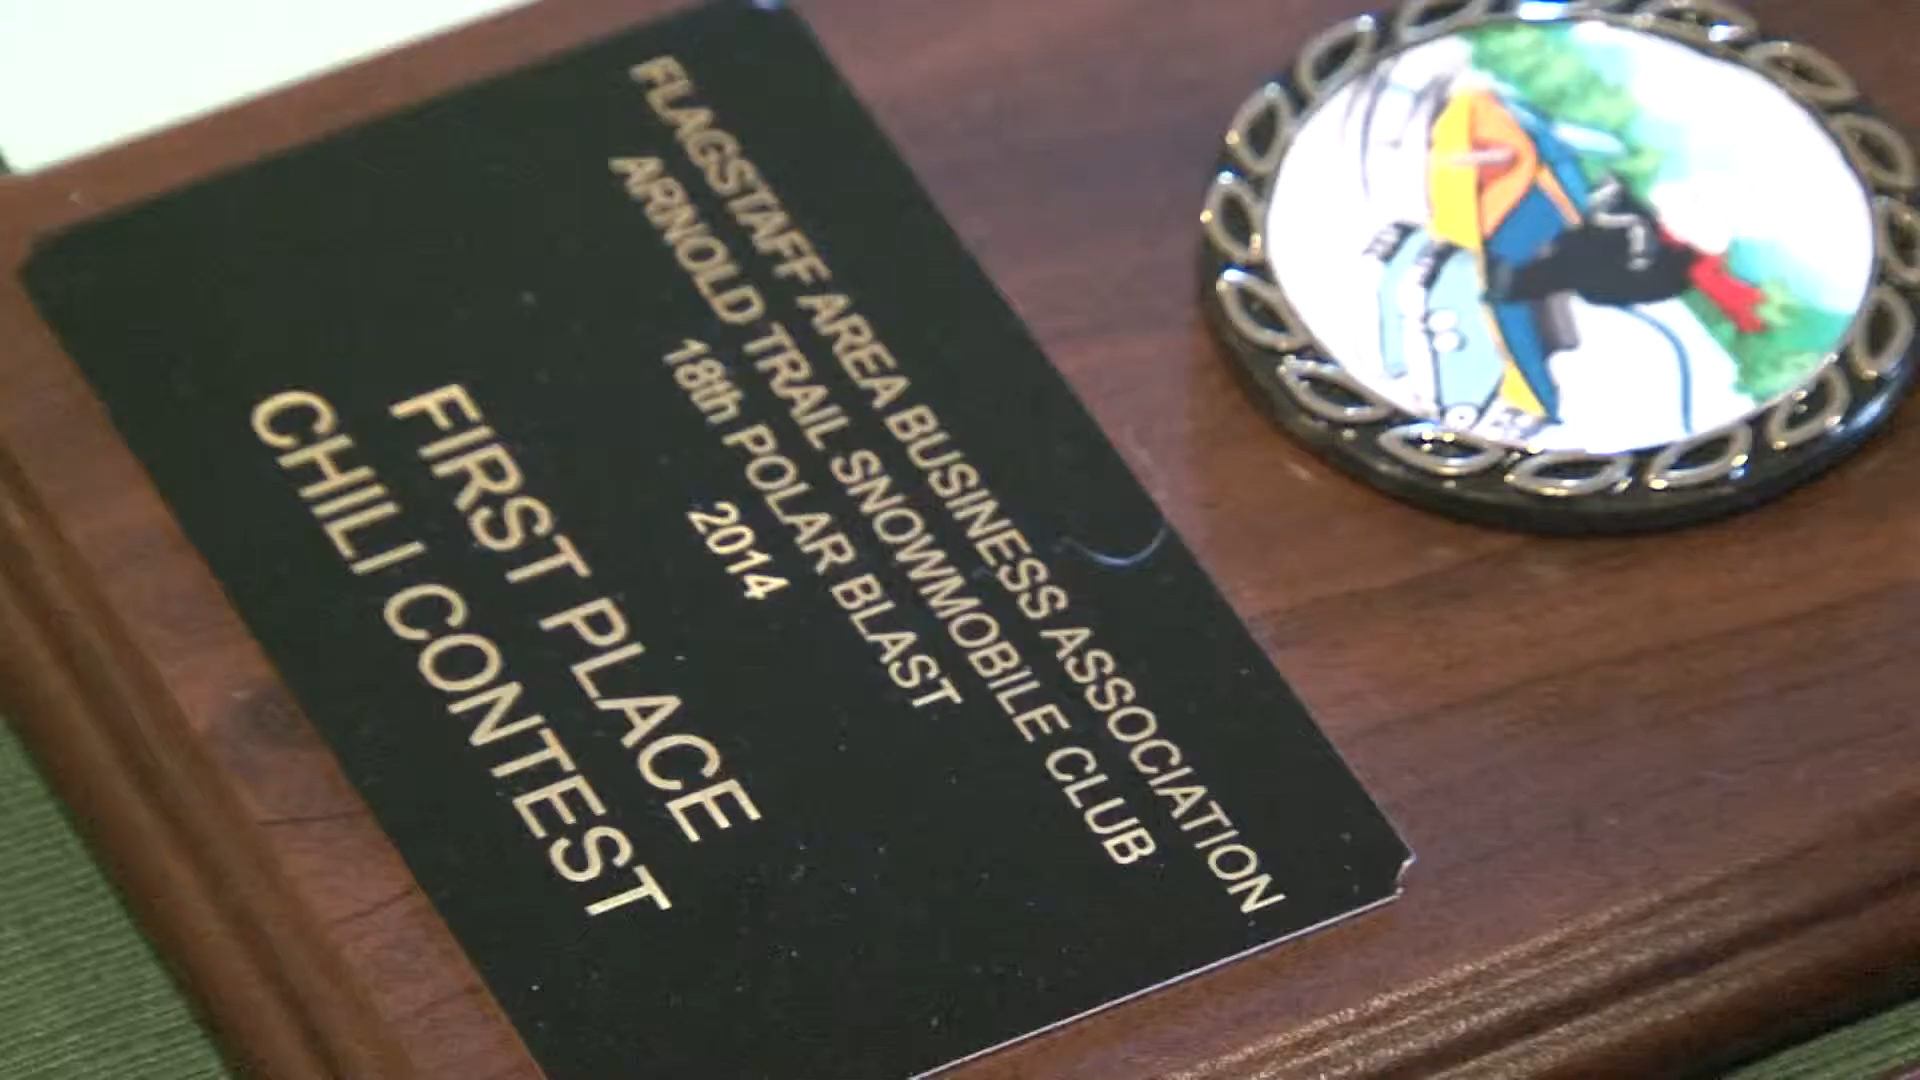 FLAGSTAFF AREA BUSINESS ASSOCIATION
ARNOLD TRAIL SNOWMOBILE CLUB
18th POLAR BLAST
2014
FIRST PLACE
CHILI CONTEST